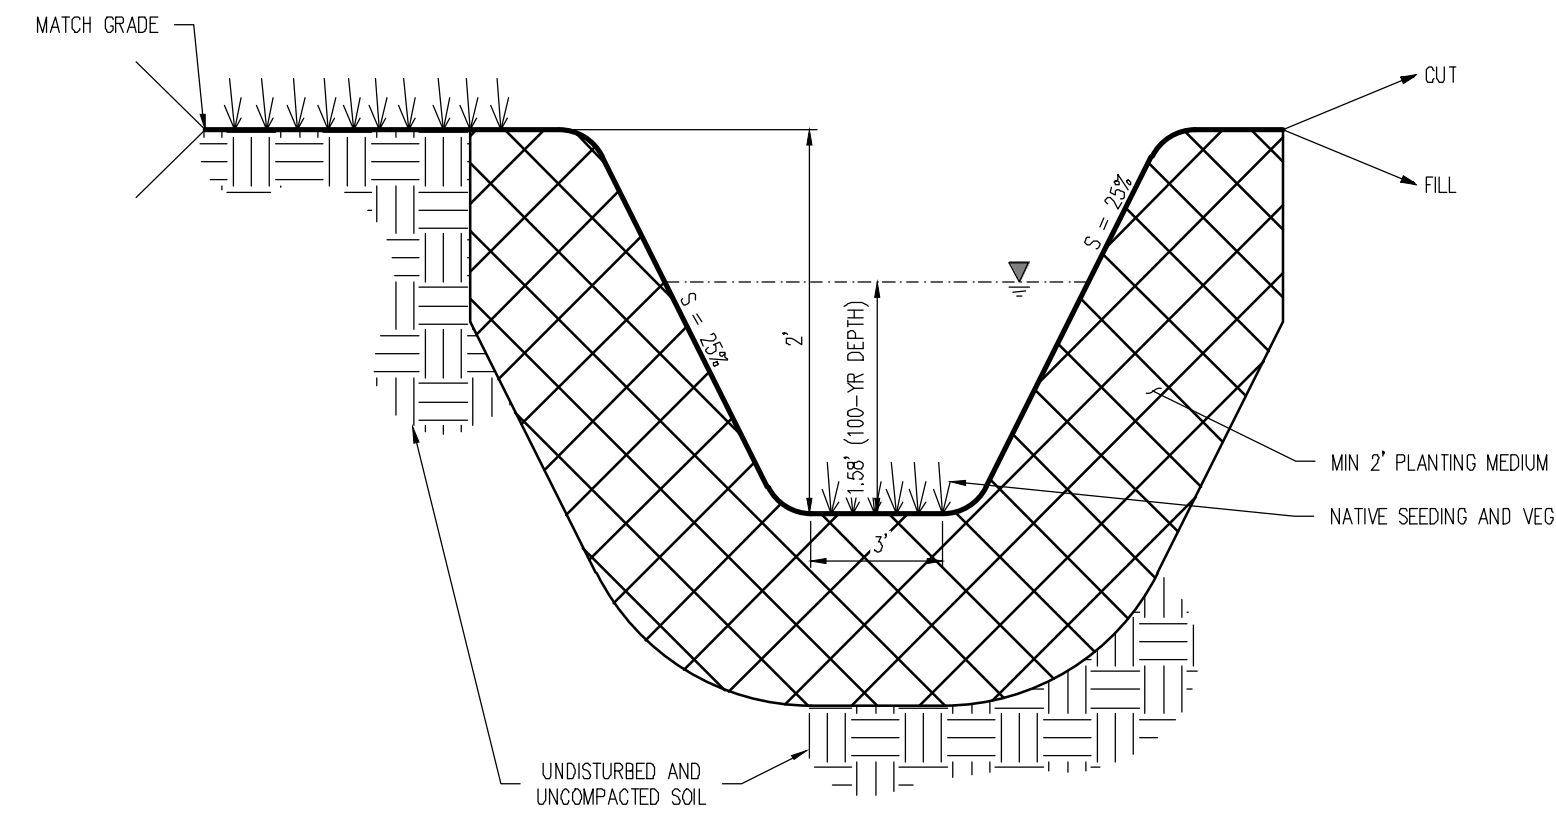 MATCH GRADE
CUT
FILL
S = 25%
S = 25%
2'
1.58' (100-YR DEPTH)
3'
MIN 2' PLANTING MEDIUM
NATIVE SEEDING AND VEG
UNDISTURBED AND
UNCOMPACTED SOIL